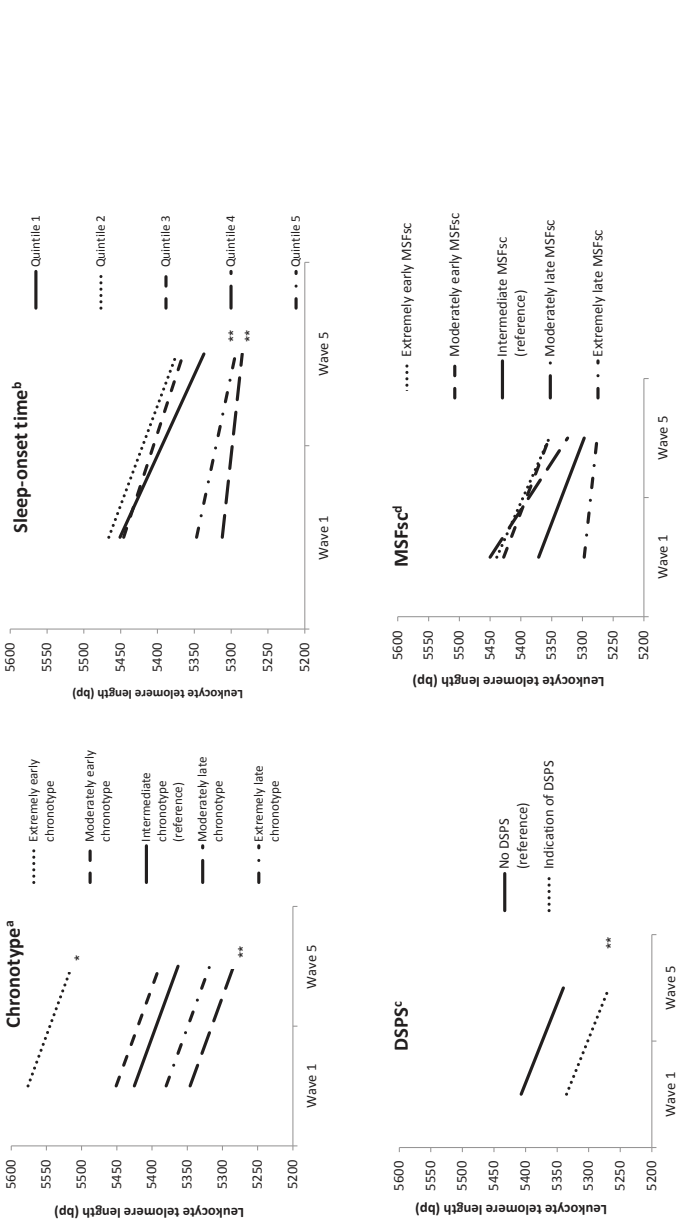 Chronotypeᵃ
Leukocyte telomere length (bp)
5600
5550
5500
5450
5400
5350
5300
5250
5200
Wave 1
Wave 5
*
**
Extremely early
chronotype
Moderately early
chronotype
Intermediate
chronotype
(reference)
Moderately late
chronotype
Extremely late
chronotype
Sleep-onset timeᵇ
Leukocyte telomere length (bp)
5600
5550
5500
5450
5400
5350
5300
5250
5200
Wave 1
Wave 5
**
**
Quintile 1
Quintile 2
Quintile 3
Quintile 4
Quintile 5
DSPSᶜ
Leukocyte telomere length (bp)
5600
5550
5500
5450
5400
5350
5300
5250
5200
Wave 1
Wave 5
**
No DSPS
(reference)
Indication of DSPS
MSFscᵈ
Leukocyte telomere length (bp)
5600
5550
5500
5450
5400
5350
5300
5250
5200
Wave 1
Wave 5
Extremely early MSFsc
Moderately early MSFsc
Intermediate MSFsc
(reference)
Moderately late MSFsc
Extremely late MSFsc